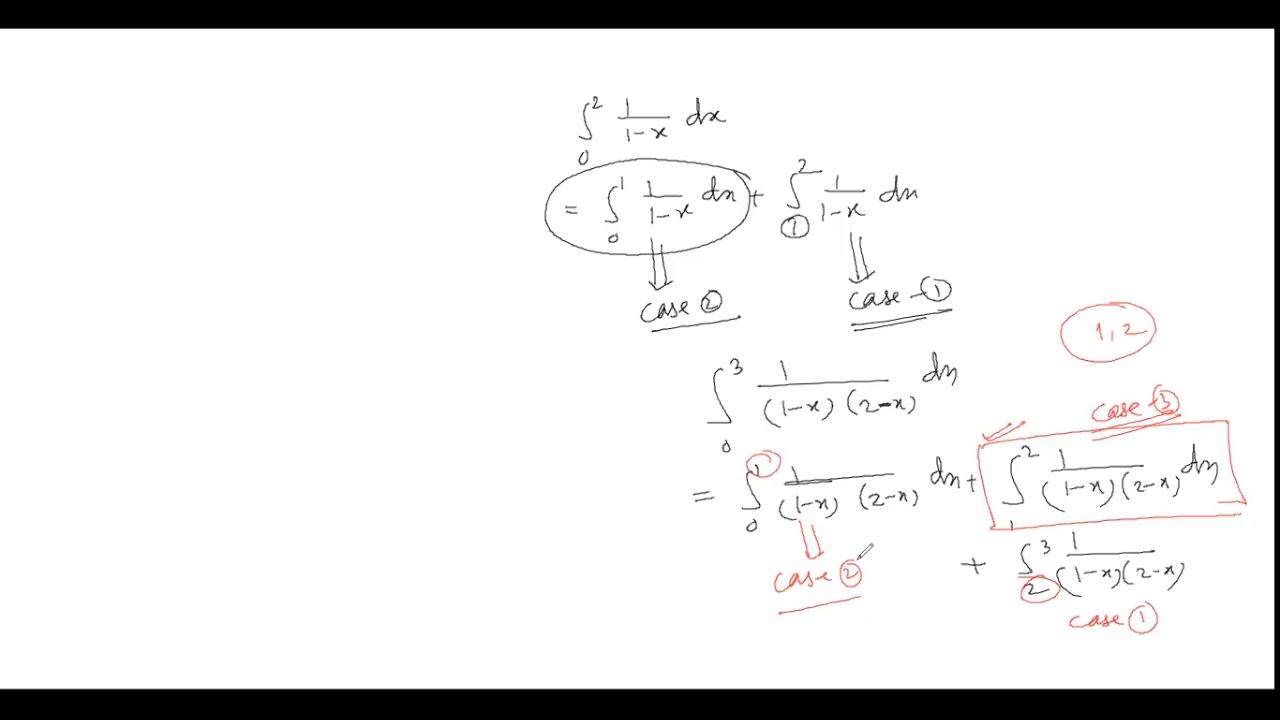 ∫₀² 1/(1-x) dx
= ∫₀¹ 1/(1-x) dx + ∫₁² 1/(1-x) dx
case ② case-①
1,2
∫₀³ 1/((1-x)(2-x)) dx
case-③
= ∫₀¹ 1/((1-x)(2-x)) dx + ∫₁² 1/((1-x)(2-x)) dx
+ ∫₂³ 1/((1-x)(2-x))
case ②
case ①